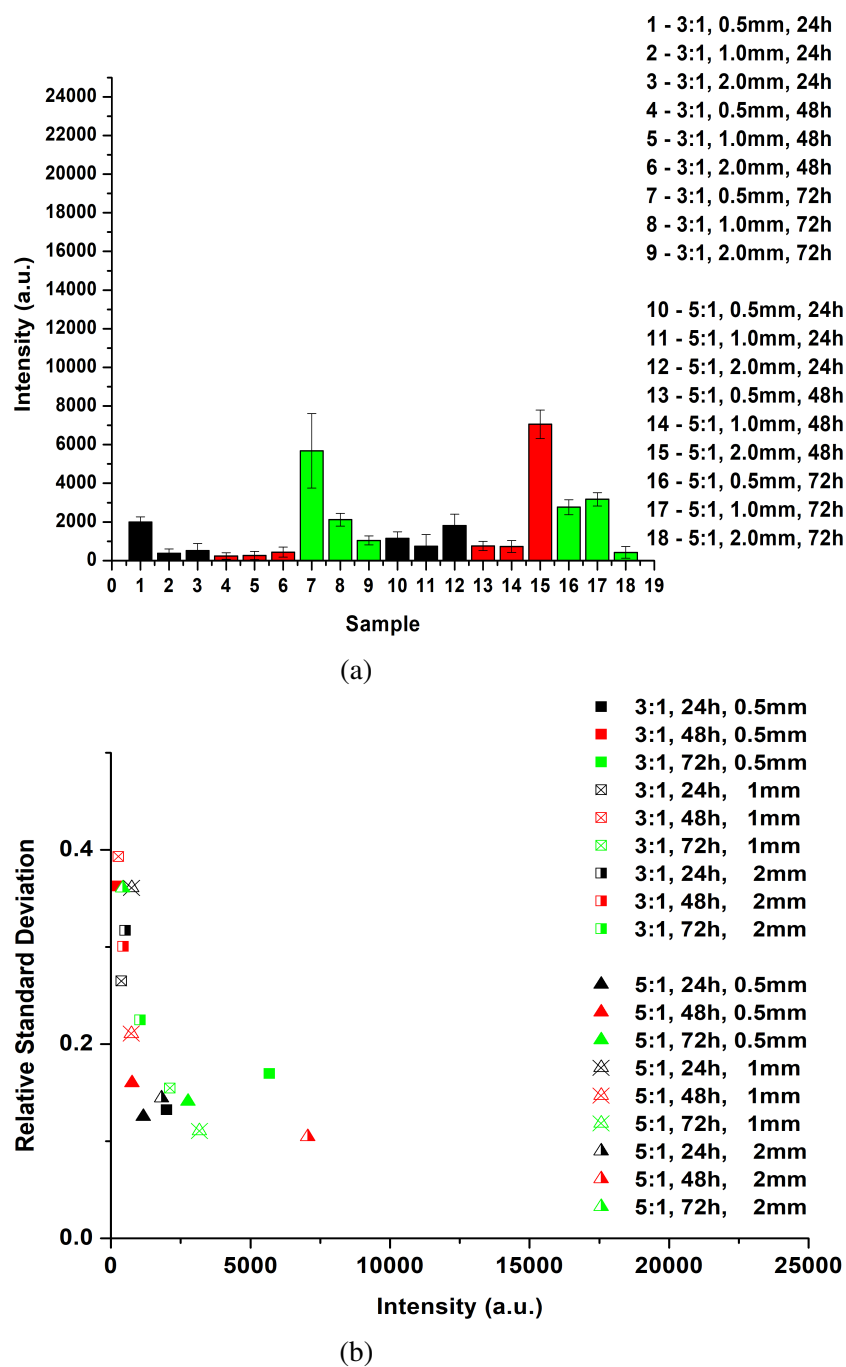 1 - 3:1, 0.5mm, 24h
2 - 3:1, 1.0mm, 24h
3 - 3:1, 2.0mm, 24h
4 - 3:1, 0.5mm, 48h
5 - 3:1, 1.0mm, 48h
6 - 3:1, 2.0mm, 48h
7 - 3:1, 0.5mm, 72h
8 - 3:1, 1.0mm, 72h
9 - 3:1, 2.0mm, 72h
10 - 5:1, 0.5mm, 24h
11 - 5:1, 1.0mm, 24h
12 - 5:1, 2.0mm, 24h
13 - 5:1, 0.5mm, 48h
14 - 5:1, 1.0mm, 48h
15 - 5:1, 2.0mm, 48h
16 - 5:1, 0.5mm, 72h
17 - 5:1, 1.0mm, 72h
18 - 5:1, 2.0mm, 72h
Intensity (a.u.)
24000
22000
20000
18000
16000
14000
12000
10000
8000
6000
4000
2000
0
0 1 2 3 4 5 6 7 8 9 10 11 12 13 14 15 16 17 18 19
Sample
(a)
3:1, 24h, 0.5mm
3:1, 48h, 0.5mm
3:1, 72h, 0.5mm
3:1, 24h, 1mm
3:1, 48h, 1mm
3:1, 72h, 1mm
3:1, 24h, 2mm
3:1, 48h, 2mm
3:1, 72h, 2mm
5:1, 24h, 0.5mm
5:1, 48h, 0.5mm
5:1, 72h, 0.5mm
5:1, 24h, 1mm
5:1, 48h, 1mm
5:1, 72h, 1mm
5:1, 24h, 2mm
5:1, 48h, 2mm
5:1, 72h, 2mm
Relative Standard Deviation
0.4
0.2
0.0
0 5000 10000 15000 20000 25000
Intensity (a.u.)
(b)